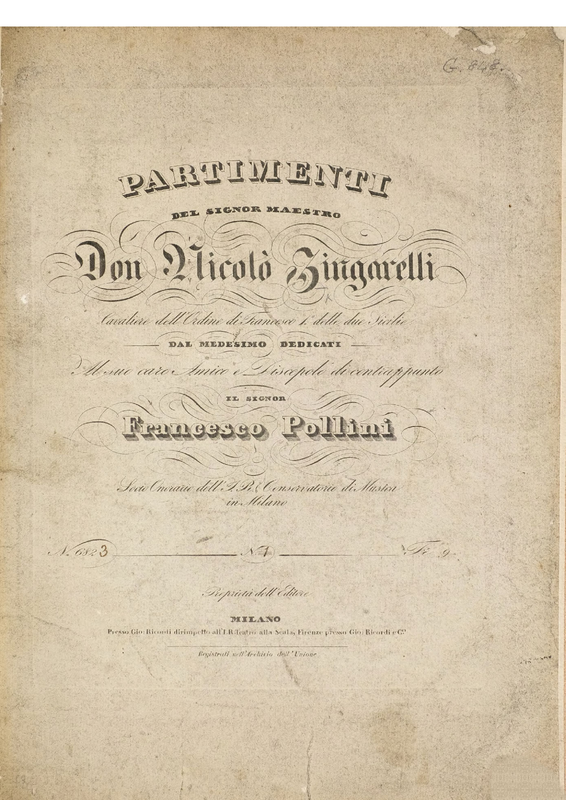 G. 848.
PARTIMENTI
DEL SIGNOR MAESTRO
Don Nicolò Zingarelli
Cavaliere dell'Ordine di Francesco I. delle due Sicilie
DAL MEDESIMO DEDICATI
Al suo caro Amico e Discepolo di contrappunto
IL SIGNOR
Francesco Pollini
Socio Onorario dell'I. R. Conservatorio di Musica
in Milano
N. 6823 N. 1 Fr. 9.
Proprietà dell'Editore
MILANO
Presso Gio: Ricordi dirimpetto all'I.R. Teatro alla Scala, Firenze presso Gio: Ricordi e C.°
Registrati nell'Archivio dell'Unione